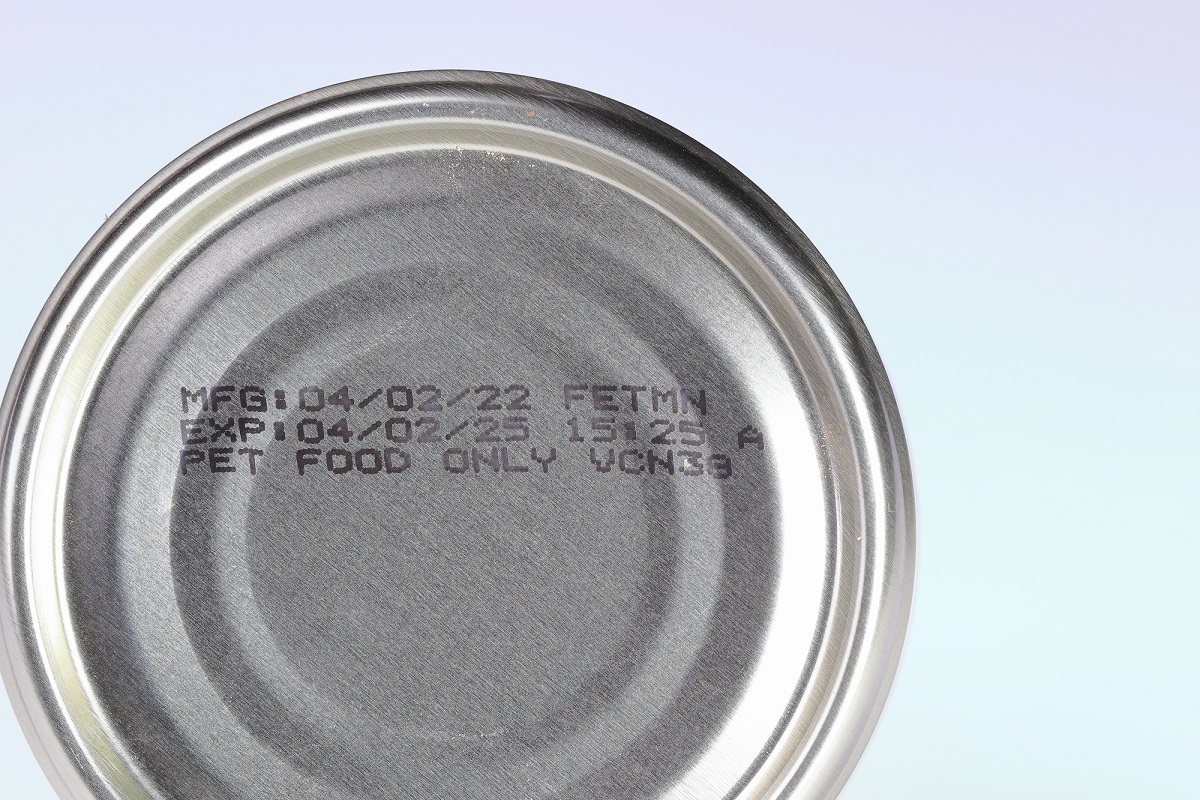 MFG:04/02/22 FETMN
EXP:04/02/25 15:25 A
PET FOOD ONLY VCN38